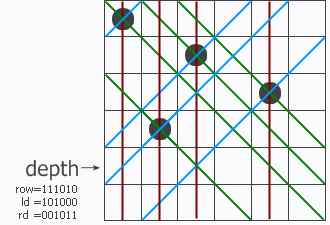 depth→
row=111010
ld =101000
rd =001011